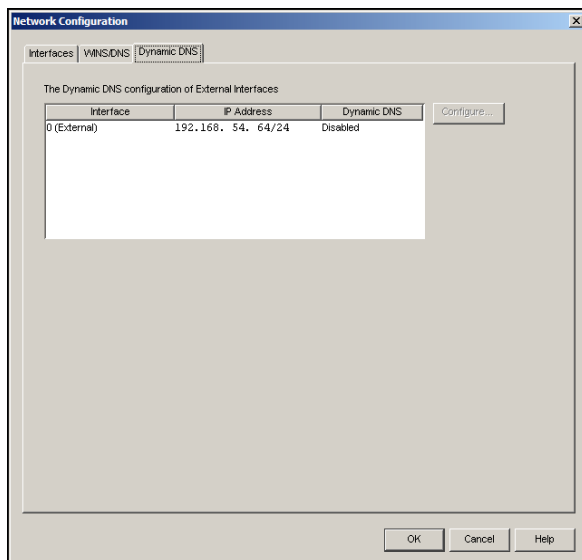 Network Configuration
Interfaces WINS/DNS Dynamic DNS
The Dynamic DNS configuration of External Interfaces
Interface IP Address Dynamic DNS Configure...
0 (External) 192.168. 54. 64/24 Disabled
OK Cancel Help